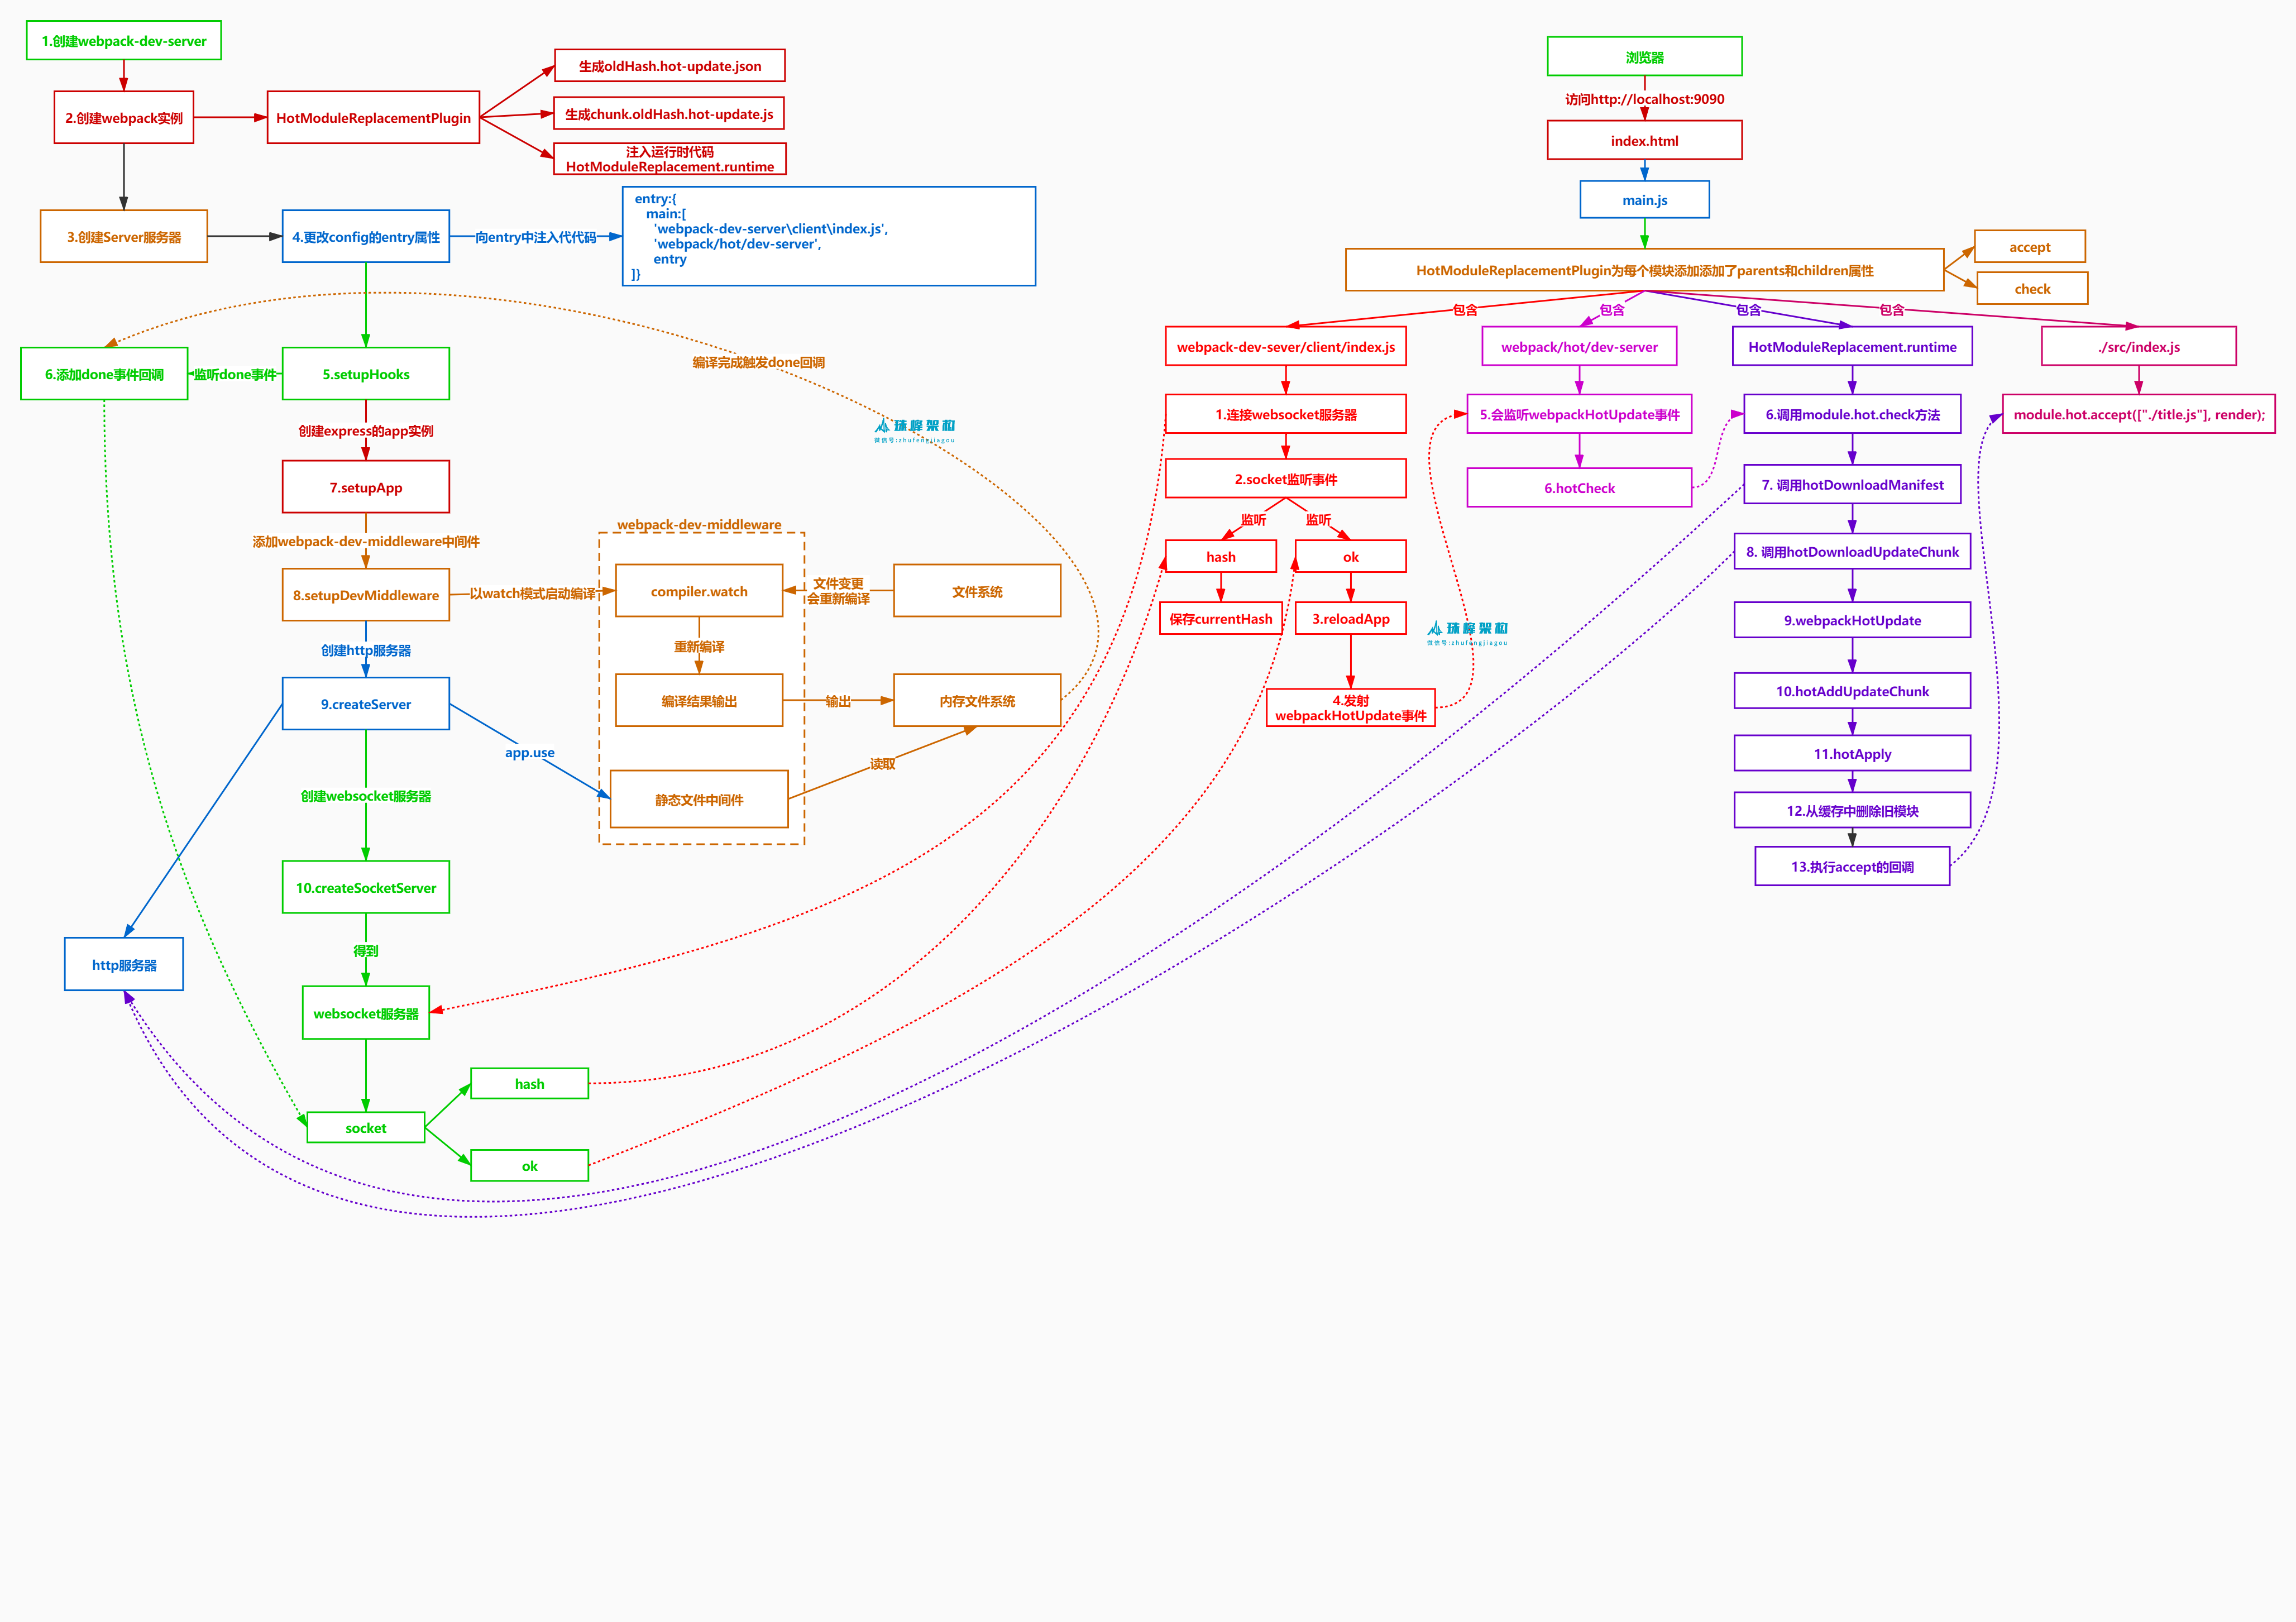 1.创建webpack-dev-server
2.创建webpack实例
HotModuleReplacementPlugin
生成oldHash.hot-update.json
生成chunk.oldHash.hot-update.js
注入运行时代码
HotModuleReplacement.runtime
3.创建Server服务器
4.更改config的entry属性
向entry中注入代代码
entry:{
main:[
'webpack-dev-server\client\index.js',
'webpack/hot/dev-server',
entry
]}
编译完成触发done回调
6.添加done事件回调
监听done事件
5.setupHooks
创建express的app实例
7.setupApp
添加webpack-dev-middleware中间件
8.setupDevMiddleware
以watch模式启动编译
webpack-dev-middleware
compiler.watch
文件变更
会重新编译
文件系统
重新编译
编译结果输出
输出
内存文件系统
读取
静态文件中间件
创建http服务器
9.createServer
app.use
创建websocket服务器
10.createSocketServer
得到
http服务器
websocket服务器
socket
hash
ok
珠峰架构
微信号:zhufengjiagou
浏览器
访问http://localhost:9090
index.html
main.js
HotModuleReplacementPlugin为每个模块添加添加了parents和children属性
accept
check
包含
包含
包含
包含
webpack-dev-sever/client/index.js
1.连接websocket服务器
2.socket监听事件
监听
监听
hash
ok
保存currentHash
3.reloadApp
4.发射
webpackHotUpdate事件
webpack/hot/dev-server
5.会监听webpackHotUpdate事件
6.hotCheck
珠峰架构
微信号:zhufengjiagou
HotModuleReplacement.runtime
6.调用module.hot.check方法
7. 调用hotDownloadManifest
8. 调用hotDownloadUpdateChunk
9.webpackHotUpdate
10.hotAddUpdateChunk
11.hotApply
12.从缓存中删除旧模块
13.执行accept的回调
./src/index.js
module.hot.accept(["./title.js"], render);